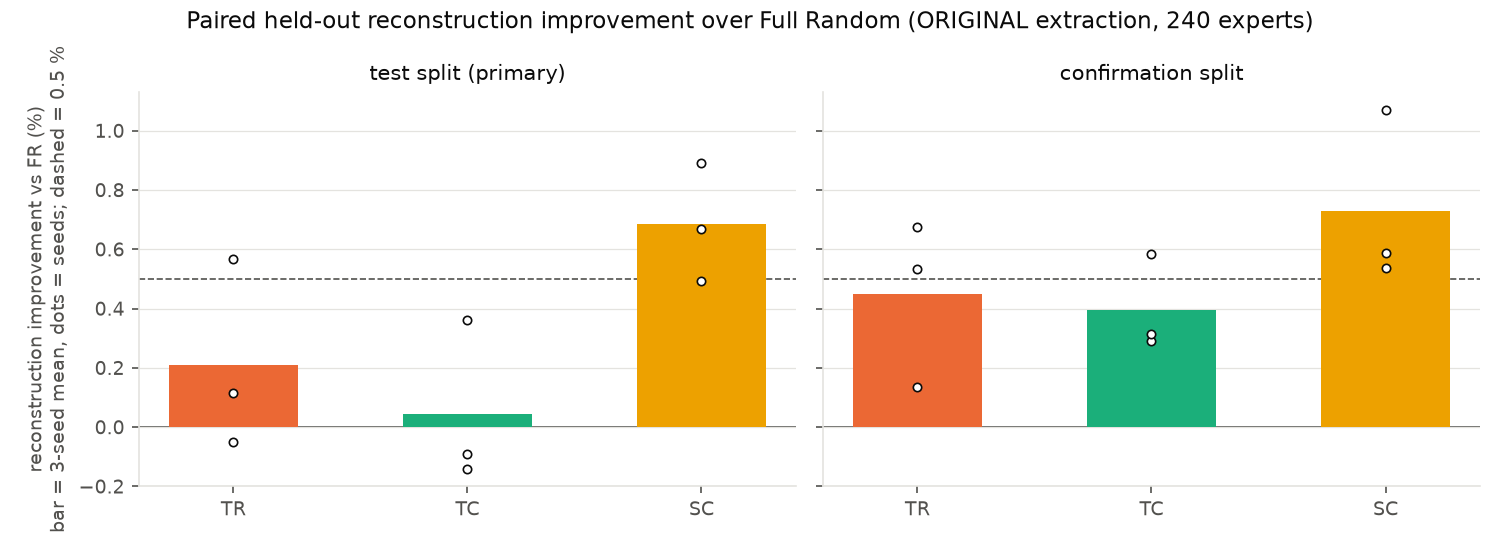 Paired held-out reconstruction improvement over Full Random (ORIGINAL extraction, 240 experts)
reconstruction improvement vs FR (%)
bar = 3-seed mean, dots = seeds; dashed = 0.5 %
test split (primary)
1.0
0.8
0.6
0.4
0.2
0.0
−0.2
TR
TC
SC
confirmation split
TR
TC
SC